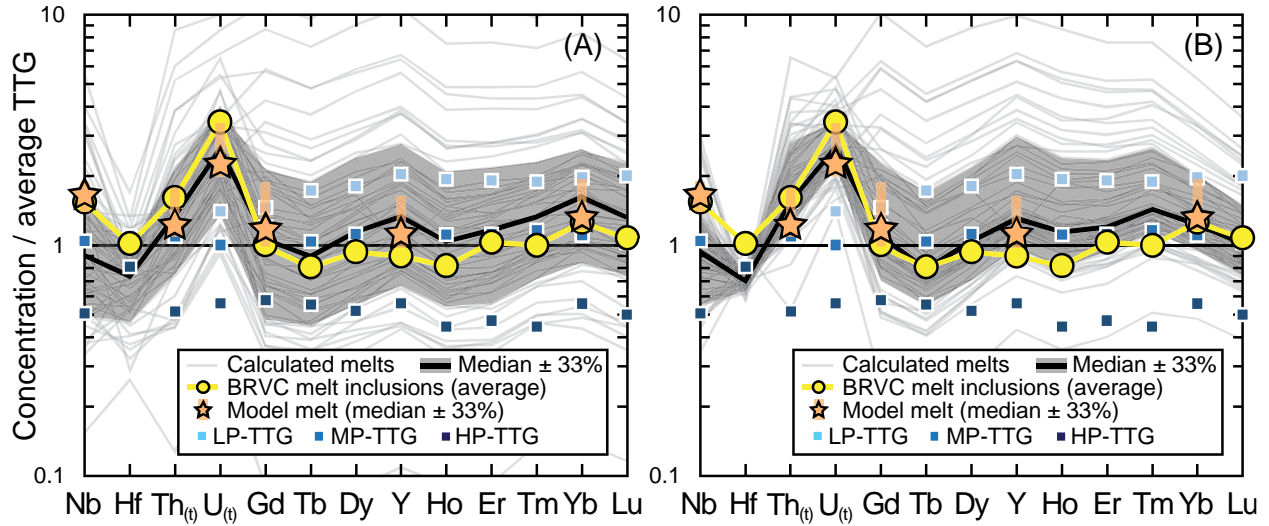 Concentration / average TTG
10
1
0.1
(A)
Calculated melts
Median ± 33%
BRVC melt inclusions (average)
Model melt (median ± 33%)
LP-TTG MP-TTG HP-TTG
Nb Hf Th(t) U(t) Gd Tb Dy Y Ho Er Tm Yb Lu
10
1
0.1
(B)
Calculated melts
Median ± 33%
BRVC melt inclusions (average)
Model melt (median ± 33%)
LP-TTG MP-TTG HP-TTG
Nb Hf Th(t) U(t) Gd Tb Dy Y Ho Er Tm Yb Lu